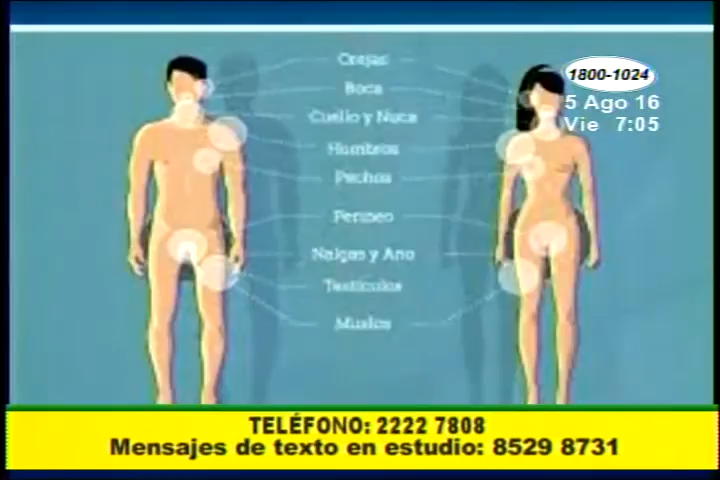 Orejas
Boca
Cuello y Nuca
Hombros
Pechos
Perineo
Nalgas y Ano
Testículos
Muslos
1800-1024
5 Ago 16
Vie 7:05
TELÉFONO: 2222 7808
Mensajes de texto en estudio: 8529 8731